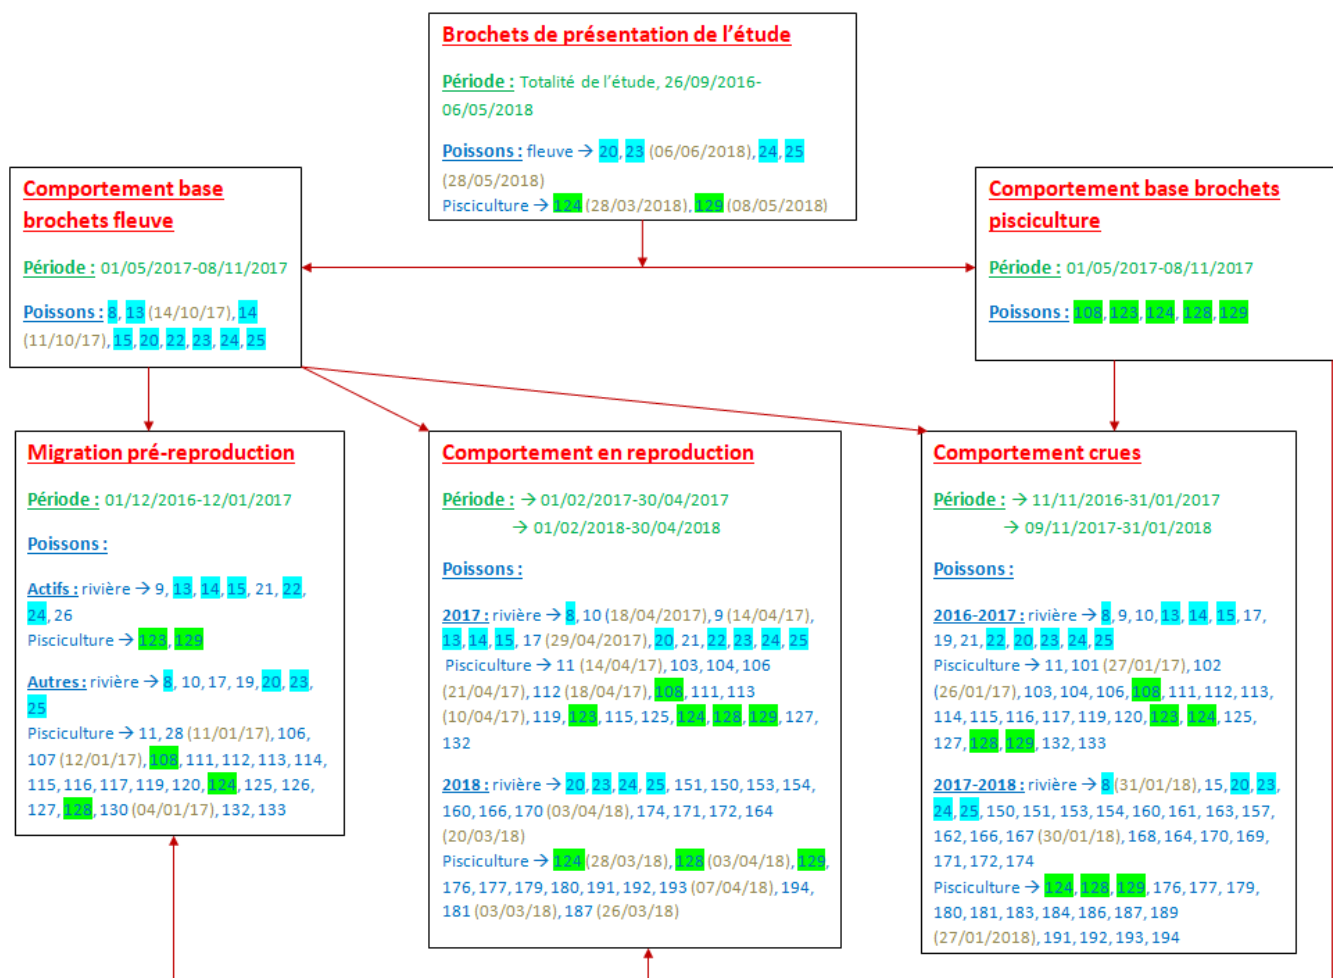 Brochets de présentation de l'étude
Période : Totalité de l'étude, 26/09/2016-
06/05/2018
Poissons : fleuve → 20, 23 (06/06/2018), 24, 25
(28/05/2018)
Pisciculture → 124 (28/03/2018), 129 (08/05/2018)
Comportement base
brochets fleuve
Période : 01/05/2017-08/11/2017
Poissons : 8, 13 (14/10/17), 14
(11/10/17), 15, 20, 22, 23, 24, 25
Comportement base brochets
pisciculture
Période : 01/05/2017-08/11/2017
Poissons : 108, 123, 124, 128, 129
Migration pré-reproduction
Période : 01/12/2016-12/01/2017
Poissons :
Actifs : rivière → 9, 13, 14, 15, 21, 22,
24, 26
Pisciculture → 123, 129
Autres : rivière → 8, 10, 17, 19, 20, 23,
25
Pisciculture → 11, 28 (11/01/17), 106,
107 (12/01/17), 108, 111, 112, 113, 114,
115, 116, 117, 119, 120, 124, 125, 126,
127, 128, 130 (04/01/17), 132, 133
Comportement en reproduction
Période : → 01/02/2017-30/04/2017
→ 01/02/2018-30/04/2018
Poissons :
2017 : rivière → 8, 10 (18/04/2017), 9 (14/04/17),
13, 14, 15, 17 (29/04/2017), 20, 21, 22, 23, 24, 25
Pisciculture → 11 (14/04/17), 103, 104, 106
(21/04/17), 112 (18/04/17), 108, 111, 113
(10/04/17), 119, 123, 115, 125, 124, 128, 129, 127,
132
2018 : rivière → 20, 23, 24, 25, 151, 150, 153, 154,
160, 166, 170 (03/04/18), 174, 171, 172, 164
(20/03/18)
Pisciculture → 124 (28/03/18), 128 (03/04/18), 129,
176, 177, 179, 180, 191, 192, 193 (07/04/18), 194,
181 (03/03/18), 187 (26/03/18)
Comportement crues
Période : → 11/11/2016-31/01/2017
→ 09/11/2017-31/01/2018
Poissons :
2016-2017 : rivière → 8, 9, 10, 13, 14, 15, 17,
19, 21, 22, 20, 23, 24, 25
Pisciculture → 11, 101 (27/01/17), 102
(26/01/17), 103, 104, 106, 108, 111, 112, 113,
114, 115, 116, 117, 119, 120, 123, 124, 125,
127, 128, 129, 132, 133
2017-2018 : rivière → 8 (31/01/18), 15, 20, 23,
24, 25, 150, 151, 153, 154, 160, 161, 163, 157,
162, 166, 167 (30/01/18), 168, 164, 170, 169,
171, 172, 174
Pisciculture → 124, 128, 129, 176, 177, 179,
180, 181, 183, 184, 186, 187, 189
(27/01/2018), 191, 192, 193, 194